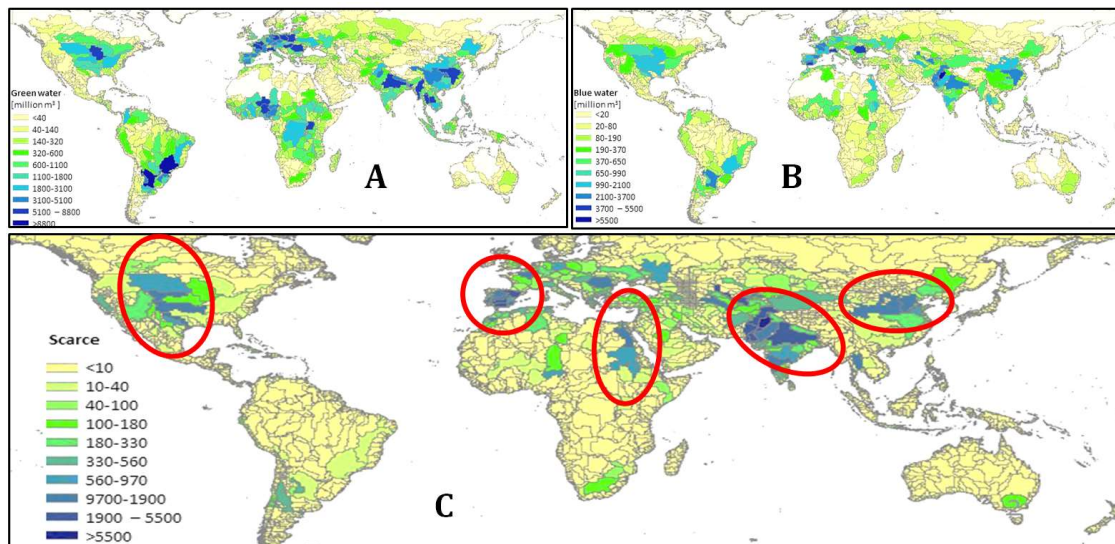 Green water
[million m³]
<40
40-140
140-320
320-600
600-1100
1100-1800
1800-3100
3100-5100
5100 – 8800
>8800
A
Blue water
[million m³]
<20
20-80
80-190
190-370
370-650
650-990
990-2100
2100-3700
3700 – 5500
>5500
B
Scarce
<10
10-40
40-100
100-180
180-330
330-560
560-970
9700-1900
1900 – 5500
>5500
C